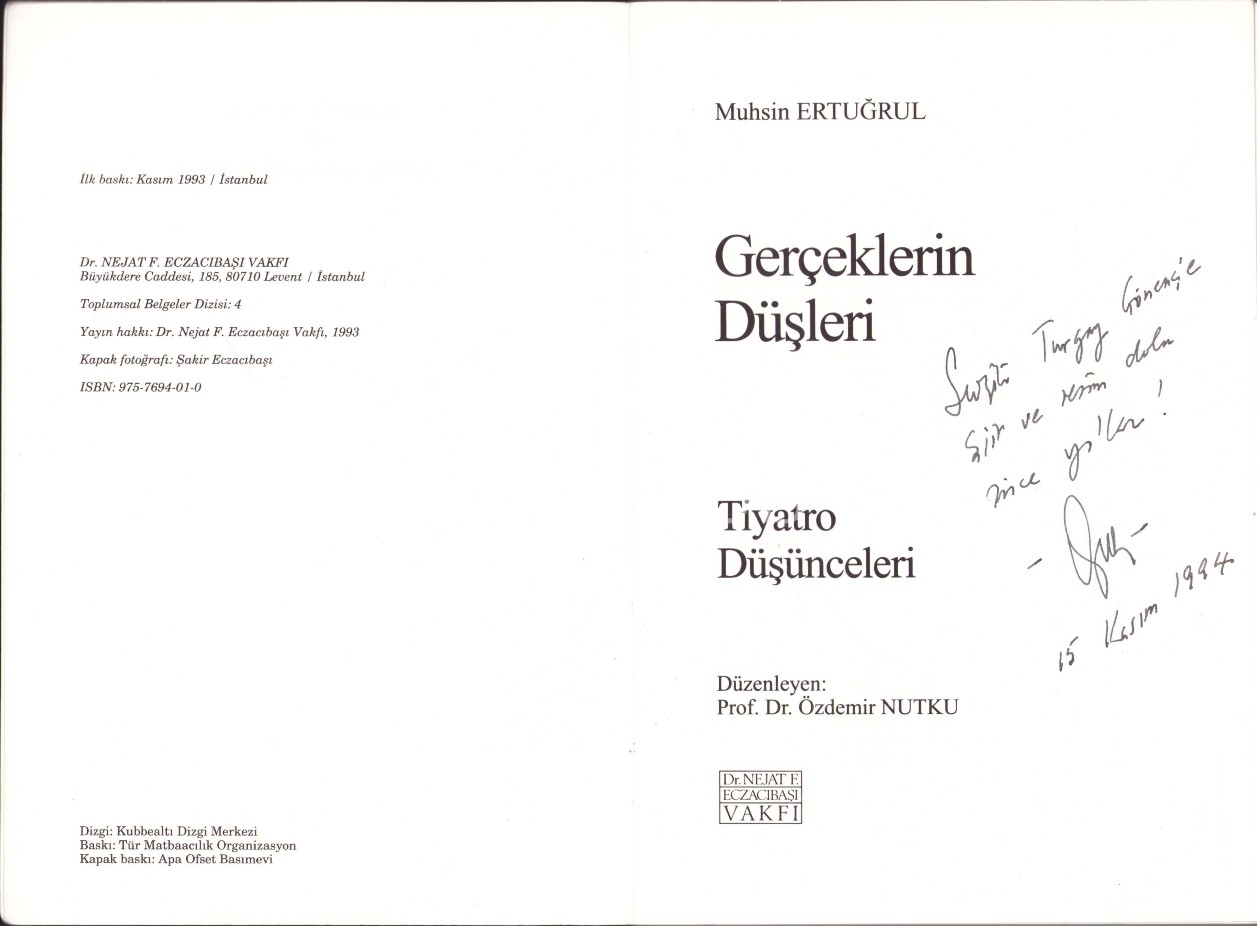 İlk baskı: Kasım 1993 / İstanbul
Dr. NEJAT F. ECZACIBAŞI VAKFI
Büyükdere Caddesi, 185, 80710 Levent / İstanbul
Toplumsal Belgeler Dizisi: 4
Yayın hakkı: Dr. Nejat F. Eczacıbaşı Vakfı, 1993
Kapak fotoğrafı: Şakir Eczacıbaşı
ISBN: 975-7694-01-0
Dizgi: Kubbealtı Dizgi Merkezi
Baskı: Tür Matbaacılık Organizasyon
Kapak baskı: Apa Ofset Basımevi
Muhsin ERTUĞRUL
Gerçeklerin
Düşleri
Turgay Gönenç'e
şiir ve resim dolu
nice yıllar!
15 Kasım 1994
Tiyatro
Düşünceleri
Düzenleyen:
Prof. Dr. Özdemir NUTKU
Dr. NEJAT F.
ECZACIBAŞI
VAKFI